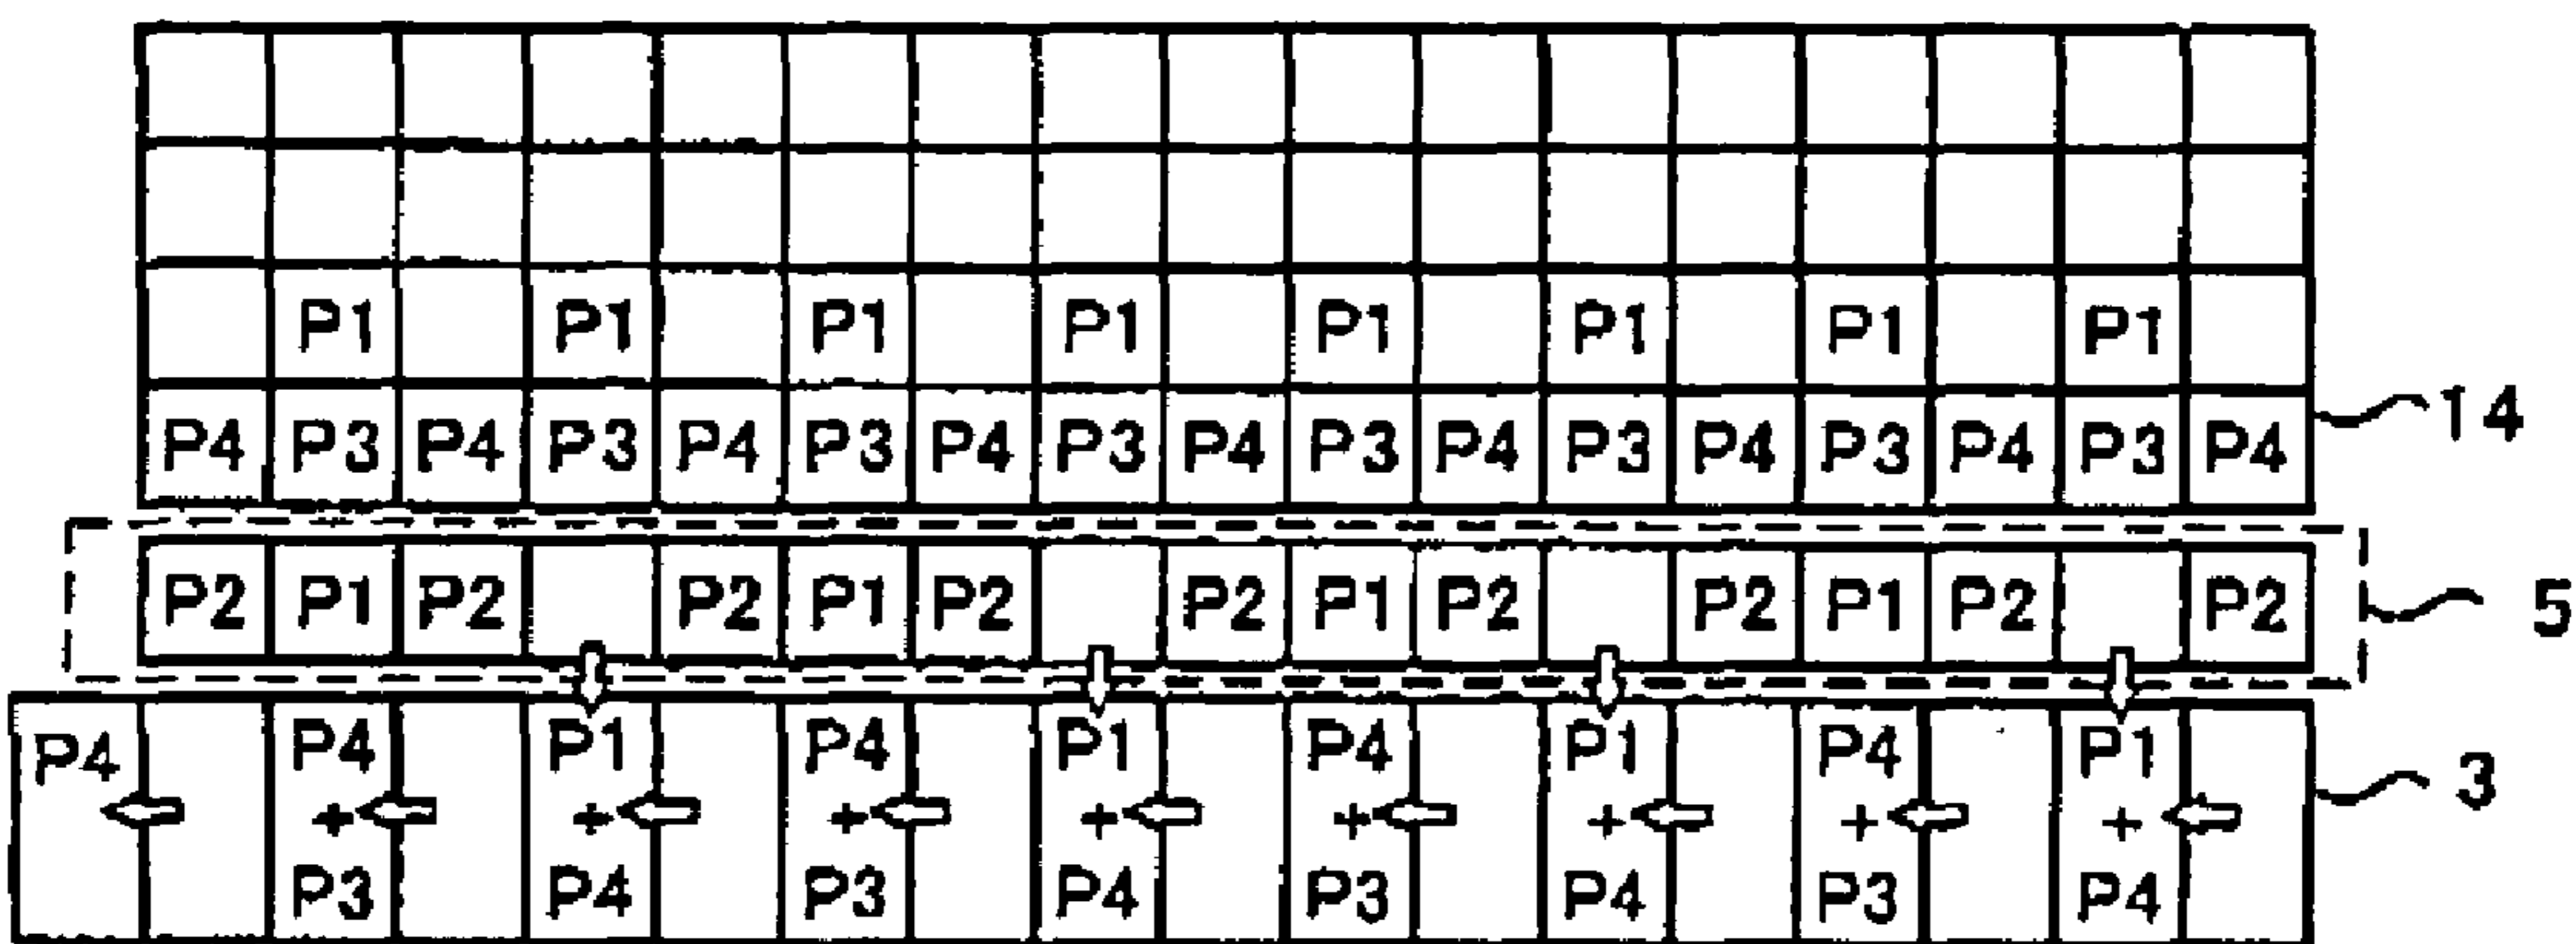 P1 P1 P1 P1 P1 P1 P1 P1
P4 P3 P4 P3 P4 P3 P4 P3 P4 P3 P4 P3 P4 P3 P4 P3 P4 14
P2 P1 P2 P2 P1 P2 P2 P1 P2 P2 P1 P2 P2 5
P4 P4 P1 P4 P1 P4 P1 P4 P1 3
+ + + + + + + +
P3 P4 P3 P4 P3 P4 P3 P4